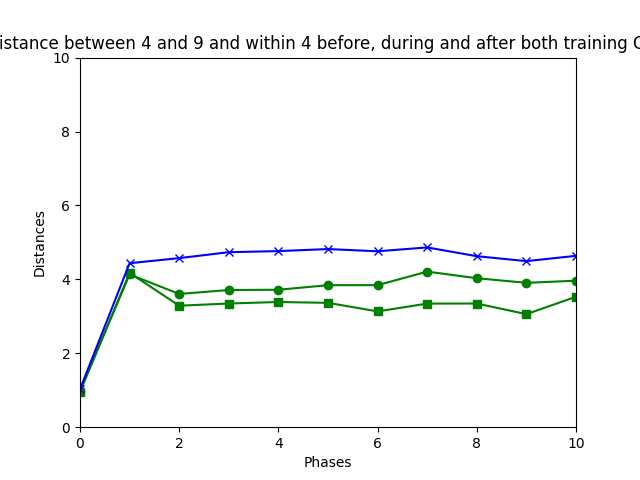 istance between 4 and 9 and within 4 before, during and after both training
10
8
6
4
2
0
Distances
0 2 4 6 8 10
Phases